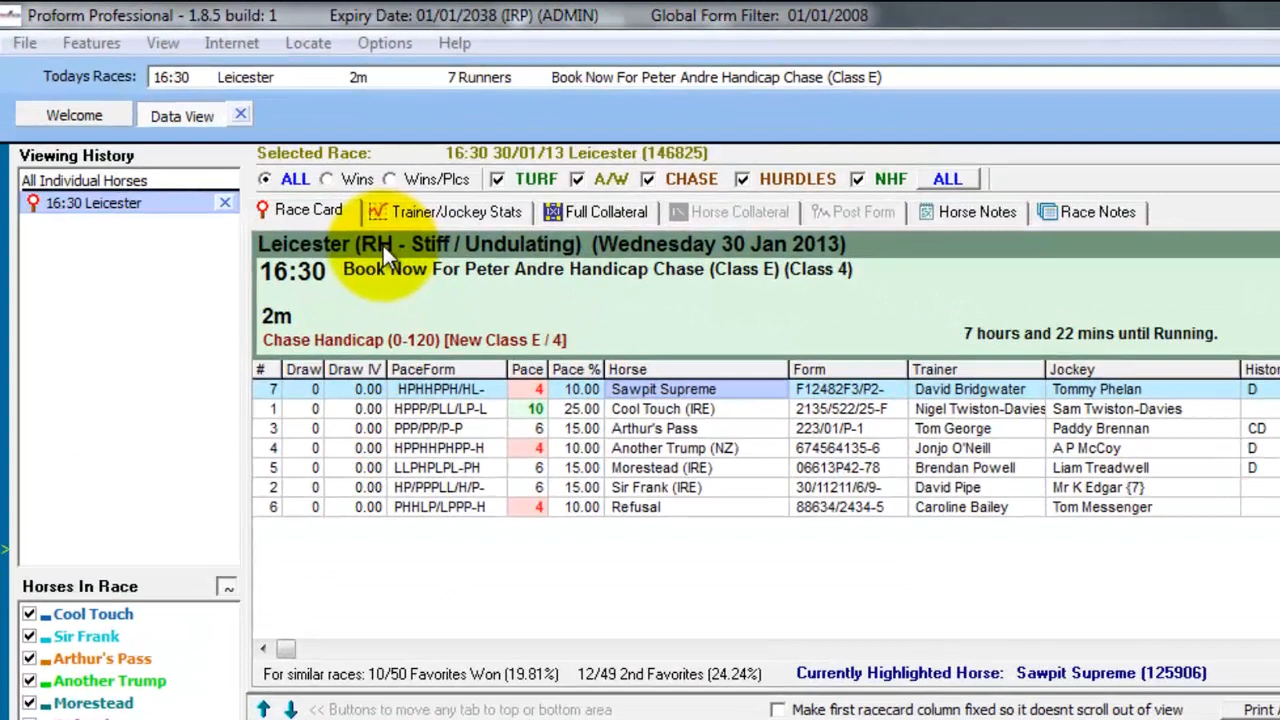 Proform Professional - 1.8.5 build: 1 Expiry Date: 01/01/2038 (IRP) (ADMIN) Global Form Filter: 01/01/2008
File Features View Internet Locate Options Help
Todays Races: 16:30 Leicester 2m 7 Runners Book Now For Peter Andre Handicap Chase (Class E)
Welcome Data View
Viewing History
All Individual Horses
16:30 Leicester
Selected Race: 16:30 30/01/13 Leicester (146825)
ALL Wins Wins/Plcs TURF A/W CHASE HURDLES NHF ALL
Race Card Trainer/Jockey Stats Full Collateral Horse Collateral Post Form Horse Notes Race Notes
Leicester (RH - Stiff / Undulating) (Wednesday 30 Jan 2013)
16:30 Book Now For Peter Andre Handicap Chase (Class E) (Class 4)
2m
Chase Handicap (0-120) [New Class E / 4]
7 hours and 22 mins until Running.
# Draw Draw IV PaceForm Pace Pace % Horse Form Trainer Jockey Histor
7 0 0.00 HPHHPPH/HL- 4 10.00 Sawpit Supreme F12482F3/P2- David Bridgwater Tommy Phelan D
1 0 0.00 HPPP/PLL/LP-L 10 25.00 Cool Touch (IRE) 2135/522/25-F Nigel Twiston-Davies Sam Twiston-Davies
3 0 0.00 PPP/PP/P-P 6 15.00 Arthur's Pass 223/01/P-1 Tom George Paddy Brennan CD
4 0 0.00 HPPHHPHPP-H 4 10.00 Another Trump (NZ) 674564135-6 Jonjo O'Neill A P McCoy D
5 0 0.00 LLPHPLPL-PH 6 15.00 Morestead (IRE) 06613P42-78 Brendan Powell Liam Treadwell D
2 0 0.00 HP/PPPLL/H/P- 6 15.00 Sir Frank (IRE) 30/11211/6/9- David Pipe Mr K Edgar {7}
6 0 0.00 PHHLP/LPPP-H 4 10.00 Refusal 88634/2434-5 Caroline Bailey Tom Messenger
Horses In Race ~
Cool Touch
Sir Frank
Arthur's Pass
Another Trump
Morestead
For similar races: 10/50 Favorites Won (19.81%) 12/49 2nd Favorites (24.24%) Currently Highlighted Horse: Sawpit Supreme (125906)
<< Buttons to move any tab to top or bottom area Make first racecard column fixed so it doesnt scroll out of view Print A